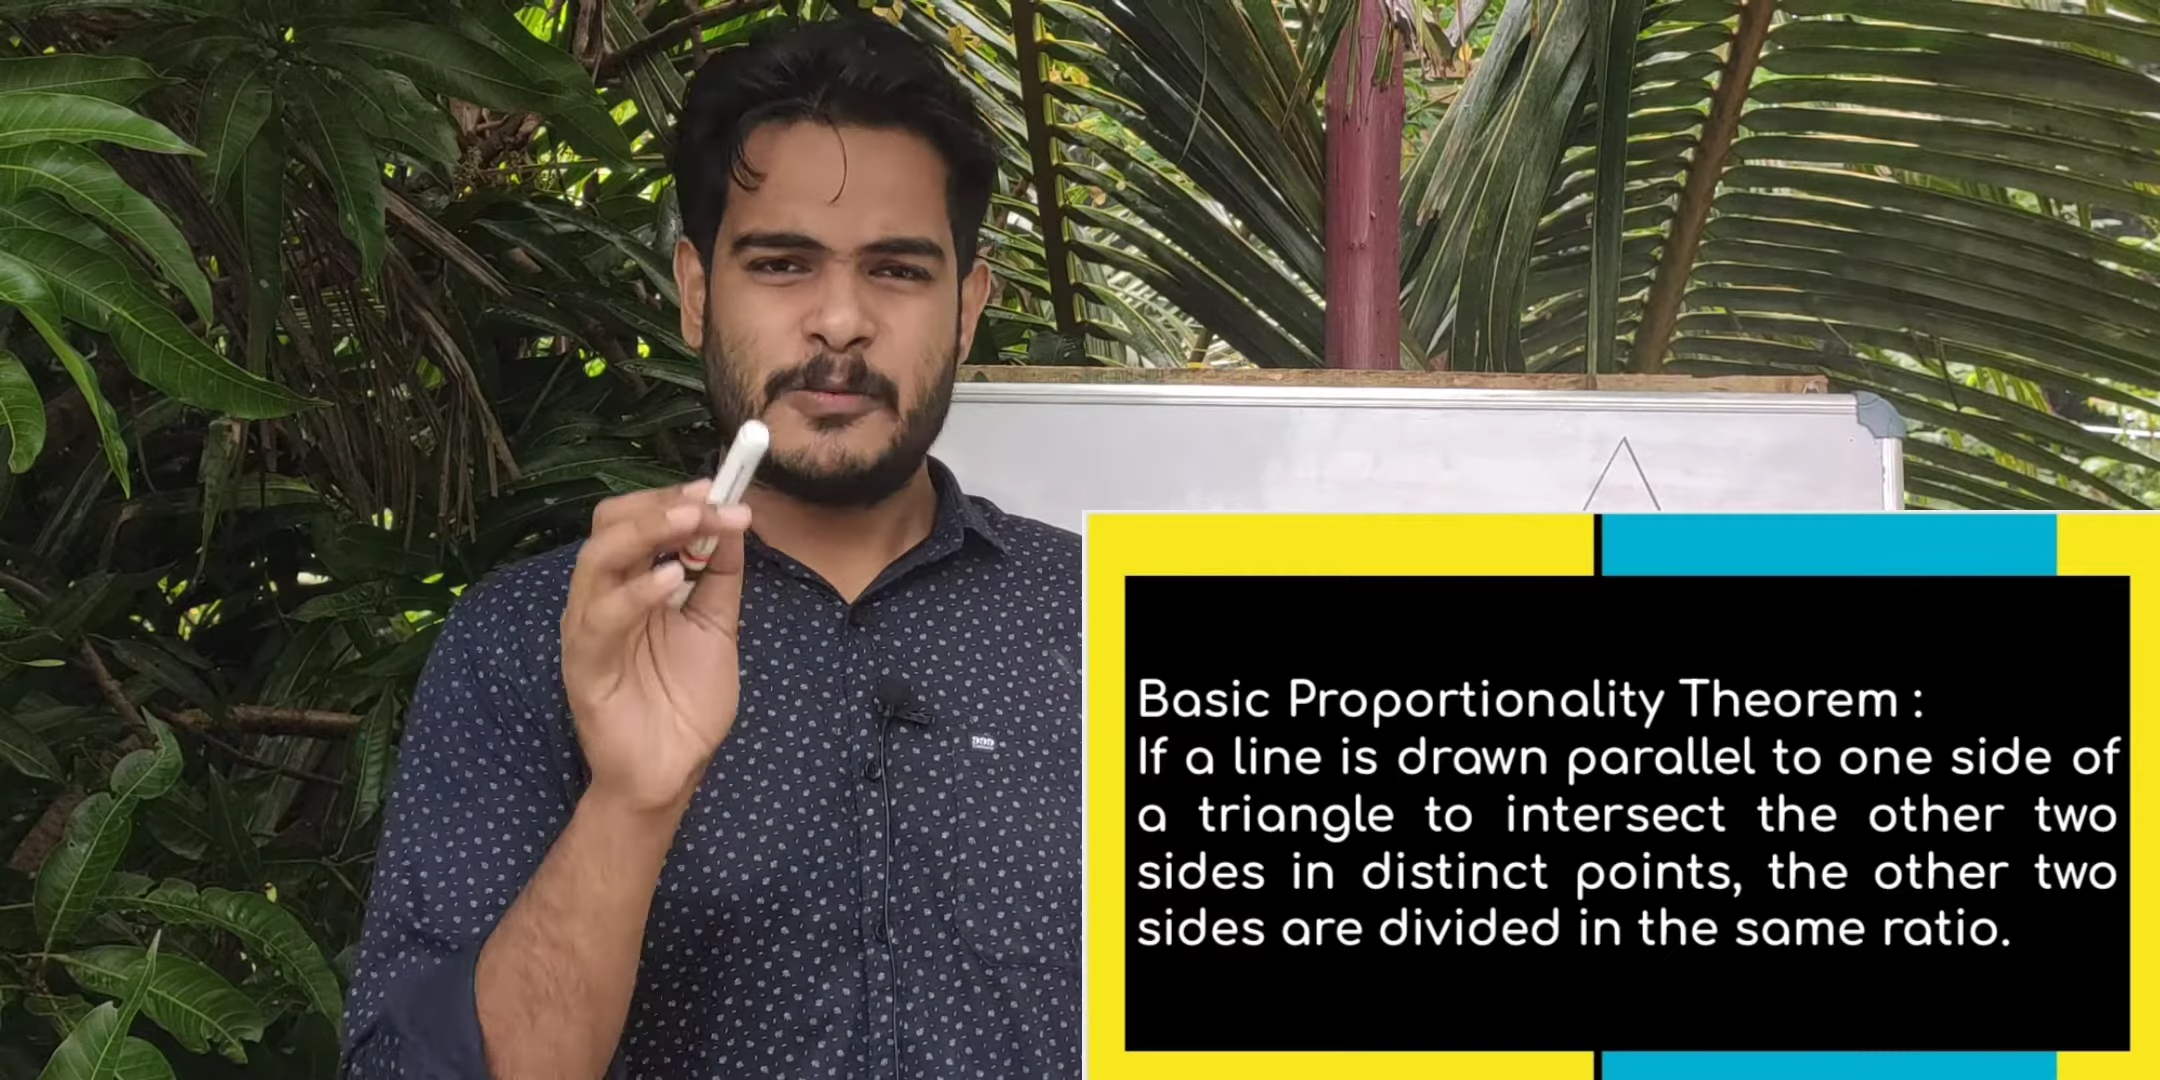 Basic Proportionality Theorem :
If a line is drawn parallel to one side of
a triangle to intersect the other two
sides in distinct points, the other two
sides are divided in the same ratio.